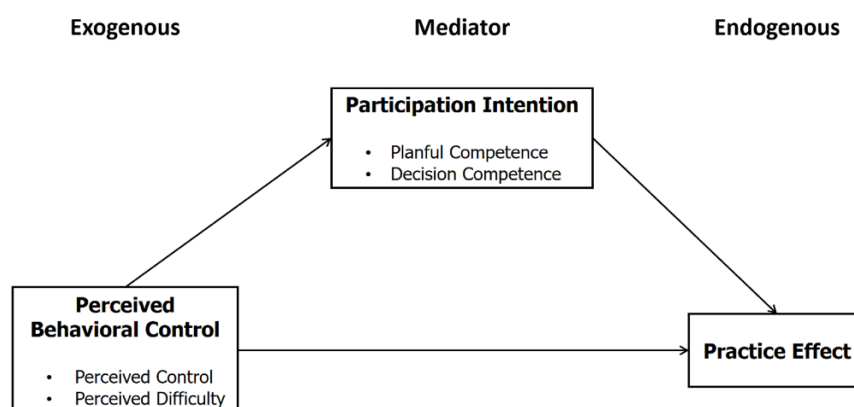 Exogenous Mediator Endogenous
Participation Intention
• Planful Competence
• Decision Competence
Perceived
Behavioral Control
• Perceived Control
• Perceived Difficulty
Practice Effect